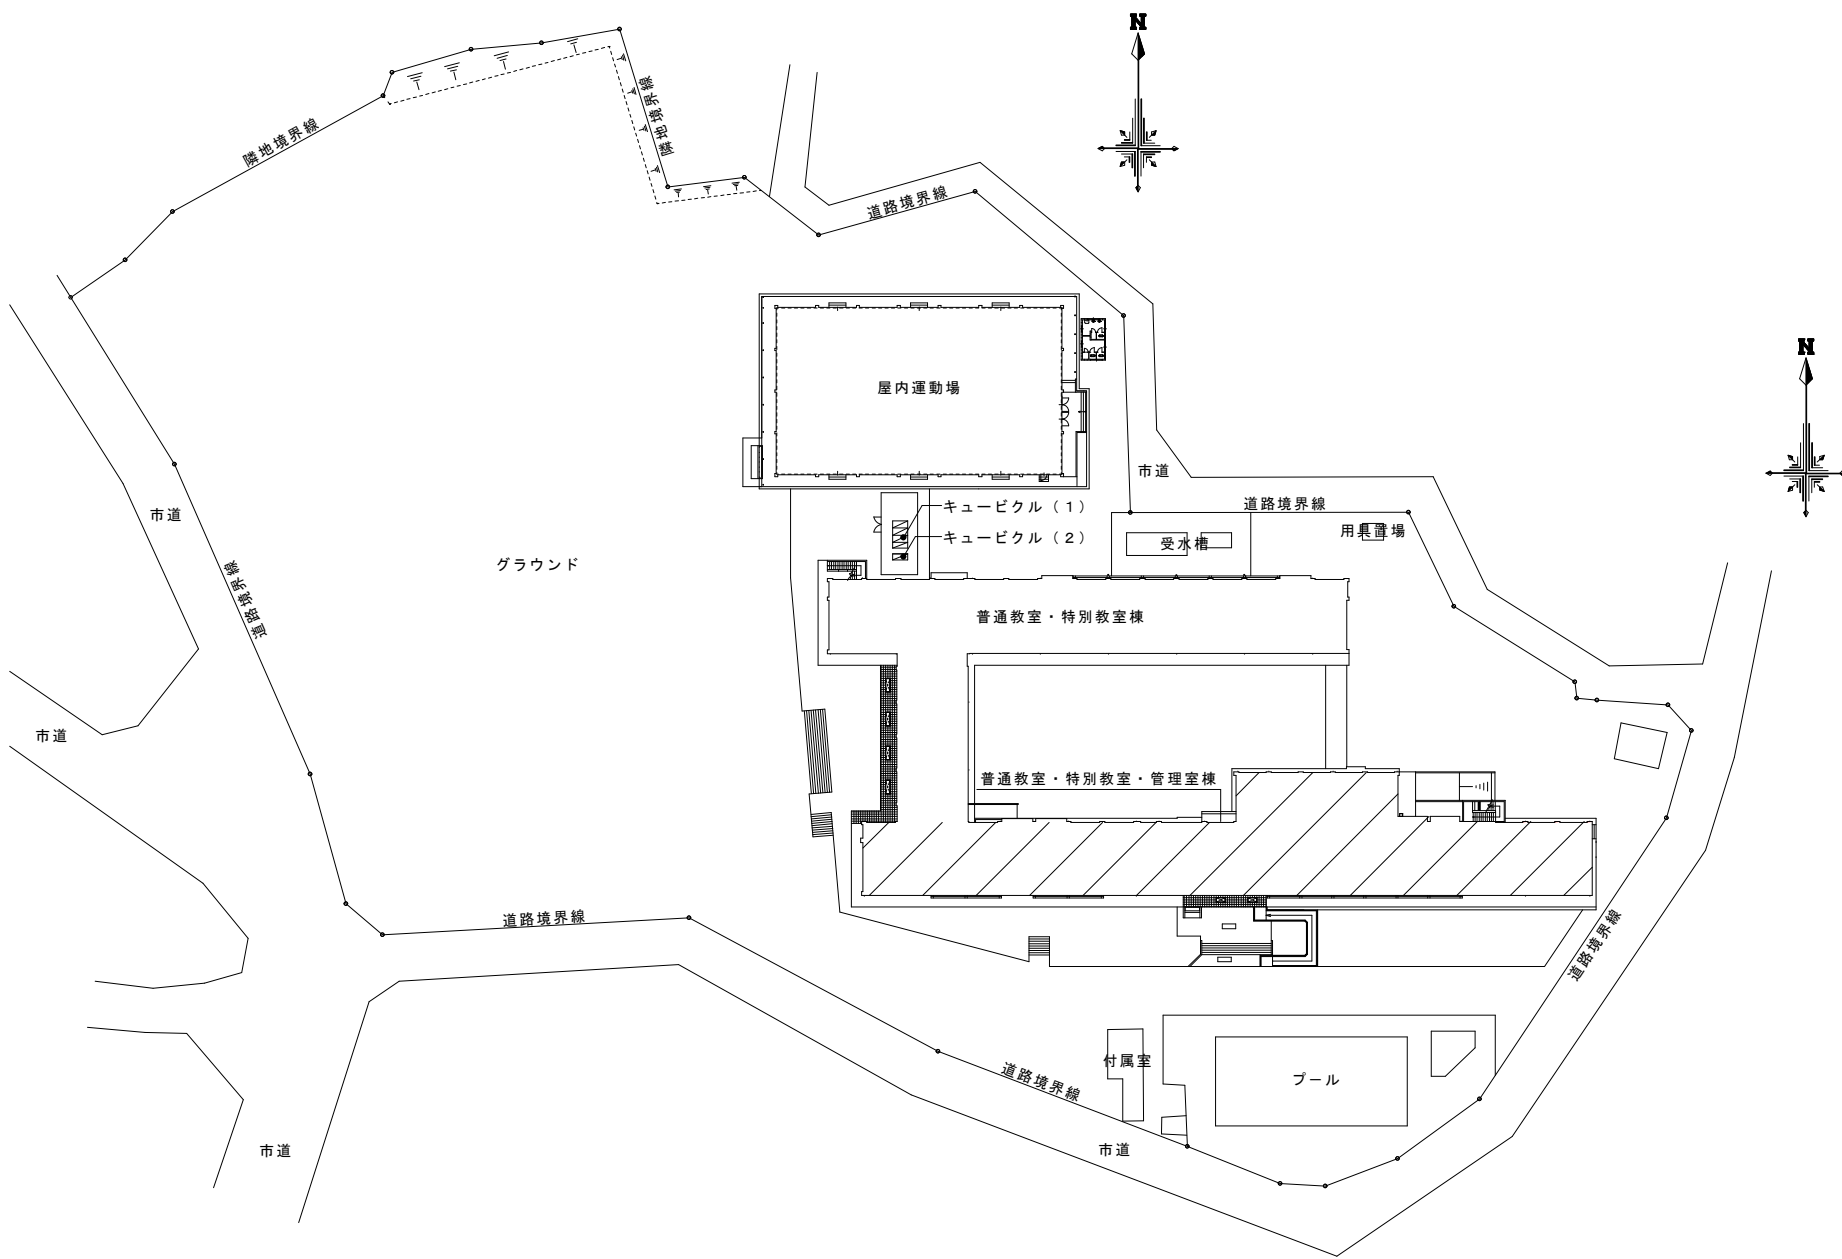 N
隣地境界線
隣地境界線
道路境界線
N
屋内運動場
市道
キュービクル（１）
道路境界線
市道
用具置場
キュービクル（２）
受水槽
グラウンド
道路境界線
普通教室・特別教室棟
市道
普通教室・特別教室・管理室棟
道路境界線
道路境界線
付属室
プール
道路境界線
市道
市道